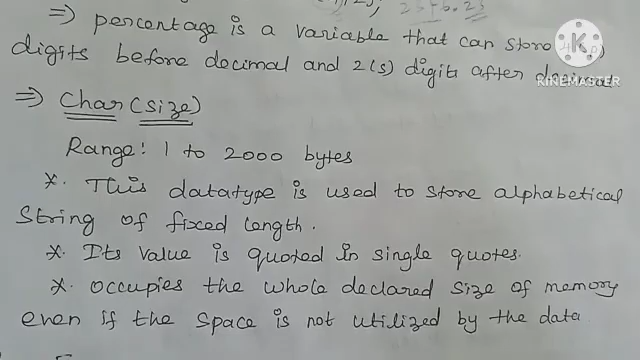 => percentage is a variable that can store
digits before decimal and 2(s) digits after decimal
=> Char (size)
Range: 1 to 2000 bytes
*. This datatype is used to store alphabetical
String of fixed length.
*. Its value is quoted in single quotes.
*. occupies the whole declared size of memory
even if the space is not utilized by the data
KINEMASTER